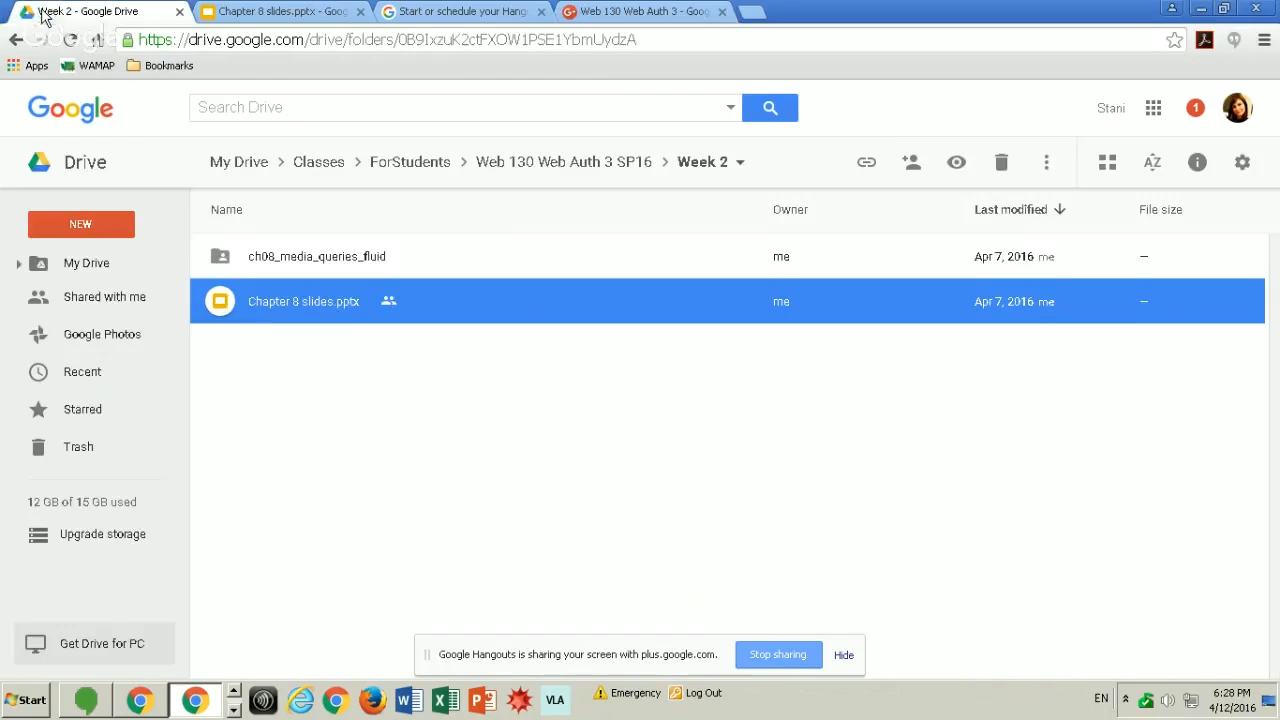 Week 2 - Google Drive
Chapter 8 slides.pptx - Goo
Start or schedule your Hang
Web 130 Web Auth 3 - Goog
https://drive.google.com/drive/folders/0B9IxzuK2ctFXQW1PSE1YbmUydzA
Apps
WAMAP
Bookmarks
Google
Search Drive
Stani
1
Drive
My Drive > Classes > ForStudents > Web 130 Web Auth 3 SP16 > Week 2
AZ
NEW
Name
Owner
Last modified
File size
My Drive
ch08_media_queries_fluid
me
Apr 7, 2016 me
—
Shared with me
Chapter 8 slides.pptx
me
Apr 7, 2016 me
—
Google Photos
Recent
Starred
Trash
12 GB of 15 GB used
Upgrade storage
Get Drive for PC
Google Hangouts is sharing your screen with plus.google.com.
Stop sharing
Hide
Start
VLA
Emergency
Log Out
EN
6:28 PM
4/12/2016